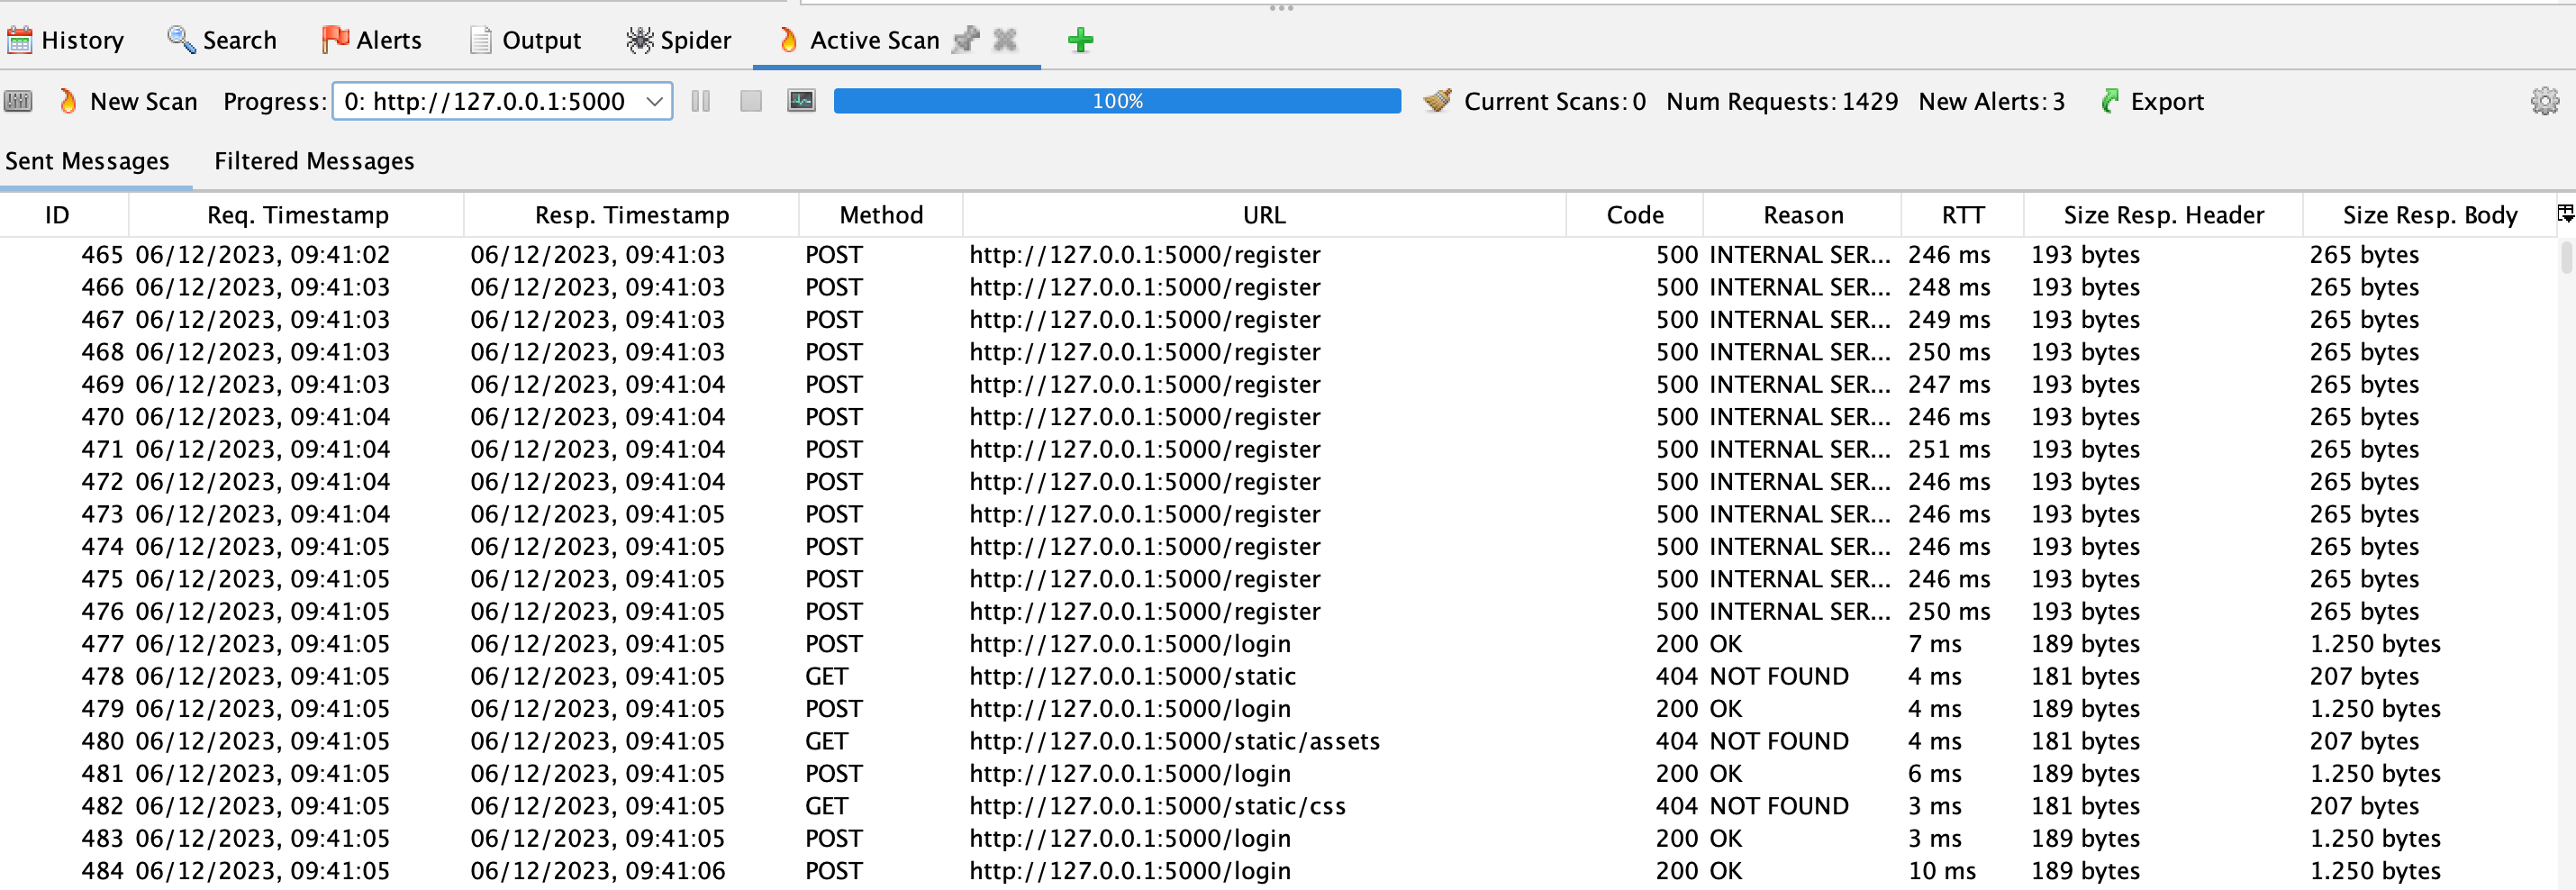 History Search Alerts Output Spider Active Scan
New Scan Progress: 0: http://127.0.0.1:5000 100% Current Scans: 0 Num Requests: 1429 New Alerts: 3 Export
Sent Messages Filtered Messages
ID Req. Timestamp Resp. Timestamp Method URL Code Reason RTT Size Resp. Header Size Resp. Body
465 06/12/2023, 09:41:02 06/12/2023, 09:41:03 POST http://127.0.0.1:5000/register 500 INTERNAL SER... 246 ms 193 bytes 265 bytes
466 06/12/2023, 09:41:03 06/12/2023, 09:41:03 POST http://127.0.0.1:5000/register 500 INTERNAL SER... 248 ms 193 bytes 265 bytes
467 06/12/2023, 09:41:03 06/12/2023, 09:41:03 POST http://127.0.0.1:5000/register 500 INTERNAL SER... 249 ms 193 bytes 265 bytes
468 06/12/2023, 09:41:03 06/12/2023, 09:41:03 POST http://127.0.0.1:5000/register 500 INTERNAL SER... 250 ms 193 bytes 265 bytes
469 06/12/2023, 09:41:03 06/12/2023, 09:41:04 POST http://127.0.0.1:5000/register 500 INTERNAL SER... 247 ms 193 bytes 265 bytes
470 06/12/2023, 09:41:04 06/12/2023, 09:41:04 POST http://127.0.0.1:5000/register 500 INTERNAL SER... 246 ms 193 bytes 265 bytes
471 06/12/2023, 09:41:04 06/12/2023, 09:41:04 POST http://127.0.0.1:5000/register 500 INTERNAL SER... 251 ms 193 bytes 265 bytes
472 06/12/2023, 09:41:04 06/12/2023, 09:41:04 POST http://127.0.0.1:5000/register 500 INTERNAL SER... 246 ms 193 bytes 265 bytes
473 06/12/2023, 09:41:04 06/12/2023, 09:41:05 POST http://127.0.0.1:5000/register 500 INTERNAL SER... 246 ms 193 bytes 265 bytes
474 06/12/2023, 09:41:05 06/12/2023, 09:41:05 POST http://127.0.0.1:5000/register 500 INTERNAL SER... 246 ms 193 bytes 265 bytes
475 06/12/2023, 09:41:05 06/12/2023, 09:41:05 POST http://127.0.0.1:5000/register 500 INTERNAL SER... 246 ms 193 bytes 265 bytes
476 06/12/2023, 09:41:05 06/12/2023, 09:41:05 POST http://127.0.0.1:5000/register 500 INTERNAL SER... 250 ms 193 bytes 265 bytes
477 06/12/2023, 09:41:05 06/12/2023, 09:41:05 POST http://127.0.0.1:5000/login 200 OK 7 ms 189 bytes 1.250 bytes
478 06/12/2023, 09:41:05 06/12/2023, 09:41:05 GET http://127.0.0.1:5000/static 404 NOT FOUND 4 ms 181 bytes 207 bytes
479 06/12/2023, 09:41:05 06/12/2023, 09:41:05 POST http://127.0.0.1:5000/login 200 OK 4 ms 189 bytes 1.250 bytes
480 06/12/2023, 09:41:05 06/12/2023, 09:41:05 GET http://127.0.0.1:5000/static/assets 404 NOT FOUND 4 ms 181 bytes 207 bytes
481 06/12/2023, 09:41:05 06/12/2023, 09:41:05 POST http://127.0.0.1:5000/login 200 OK 6 ms 189 bytes 1.250 bytes
482 06/12/2023, 09:41:05 06/12/2023, 09:41:05 GET http://127.0.0.1:5000/static/css 404 NOT FOUND 3 ms 181 bytes 207 bytes
483 06/12/2023, 09:41:05 06/12/2023, 09:41:05 POST http://127.0.0.1:5000/login 200 OK 3 ms 189 bytes 1.250 bytes
484 06/12/2023, 09:41:05 06/12/2023, 09:41:06 POST http://127.0.0.1:5000/login 200 OK 10 ms 189 bytes 1.250 bytes